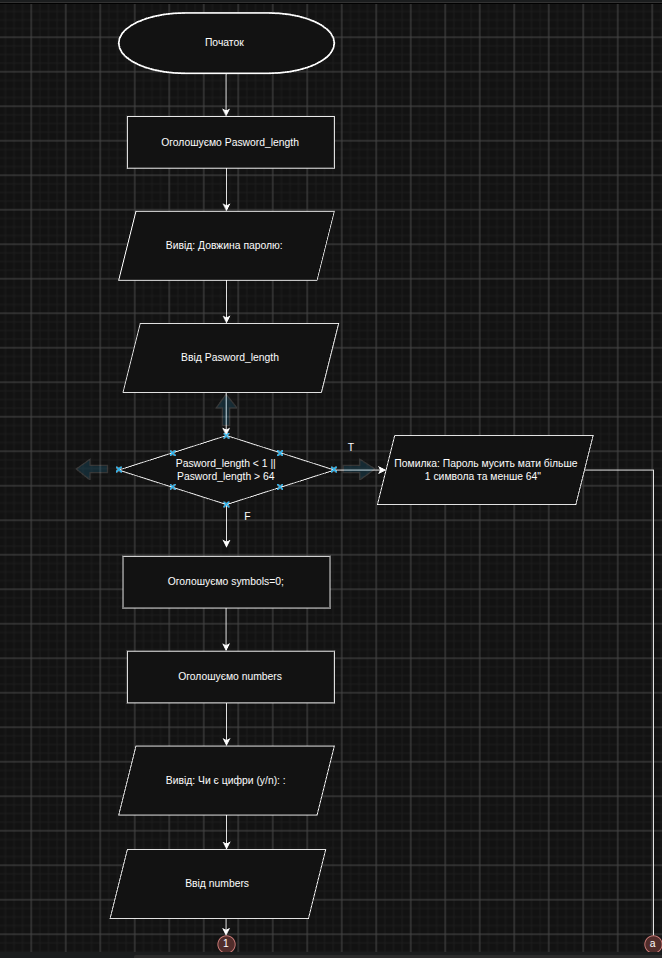 Початок
Оголошуємо Pasword_length
Вивід: Довжина паролю:
Ввід Pasword_length
T
Pasword_length < 1 ||
Pasword_length > 64
Помилка: Пароль мусить мати більше
1 символа та менше 64"
F
Оголошуємо symbols=0;
Оголошуємо numbers
Вивід: Чи є цифри (y/n): :
Ввід numbers
1
a